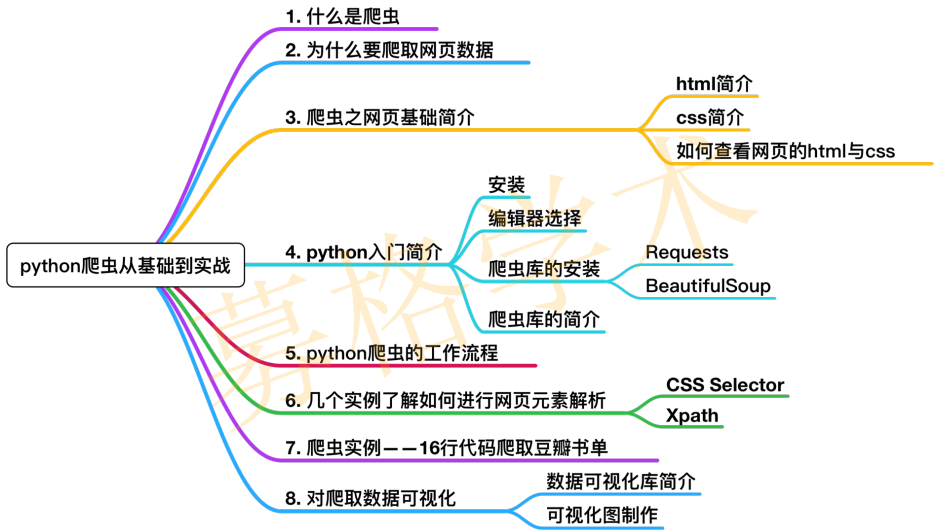 python爬虫从基础到实战
1. 什么是爬虫
2. 为什么要爬取网页数据
3. 爬虫之网页基础简介
html简介
css简介
如何查看网页的html与css
4. python入门简介
安装
编辑器选择
爬虫库的安装
Requests
BeautifulSoup
爬虫库的简介
5. python爬虫的工作流程
6. 几个实例了解如何进行网页元素解析
CSS Selector
Xpath
7. 爬虫实例——16行代码爬取豆瓣书单
8. 对爬取数据可视化
数据可视化库简介
可视化图制作
募格学术